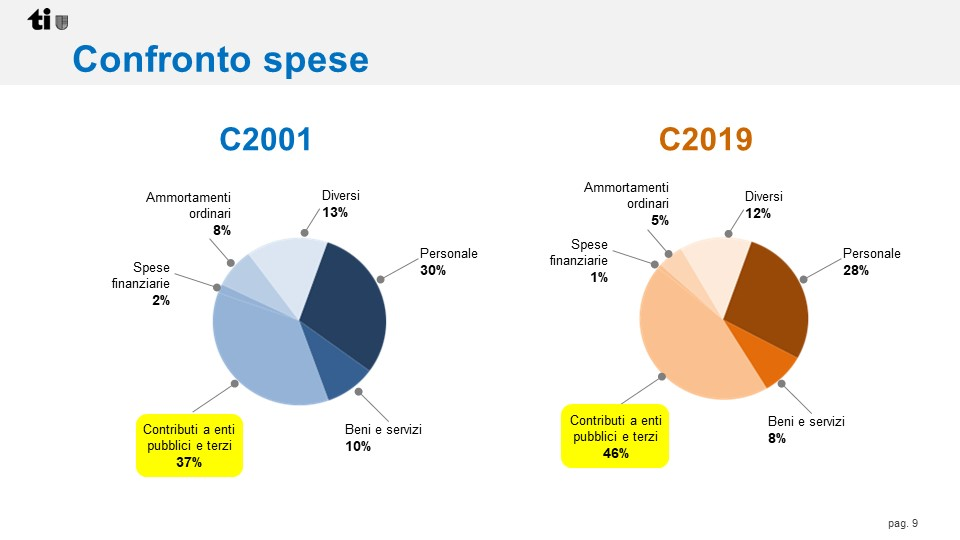 ti
Confronto spese
C2001
Ammortamenti
ordinari
8%
Diversi
13%
Personale
30%
Spese
finanziarie
2%
Contributi a enti
pubblici e terzi
37%
Beni e servizi
10%
C2019
Ammortamenti
ordinari
5%
Diversi
12%
Personale
28%
Spese
finanziarie
1%
Contributi a enti
pubblici e terzi
46%
Beni e servizi
8%
pag. 9